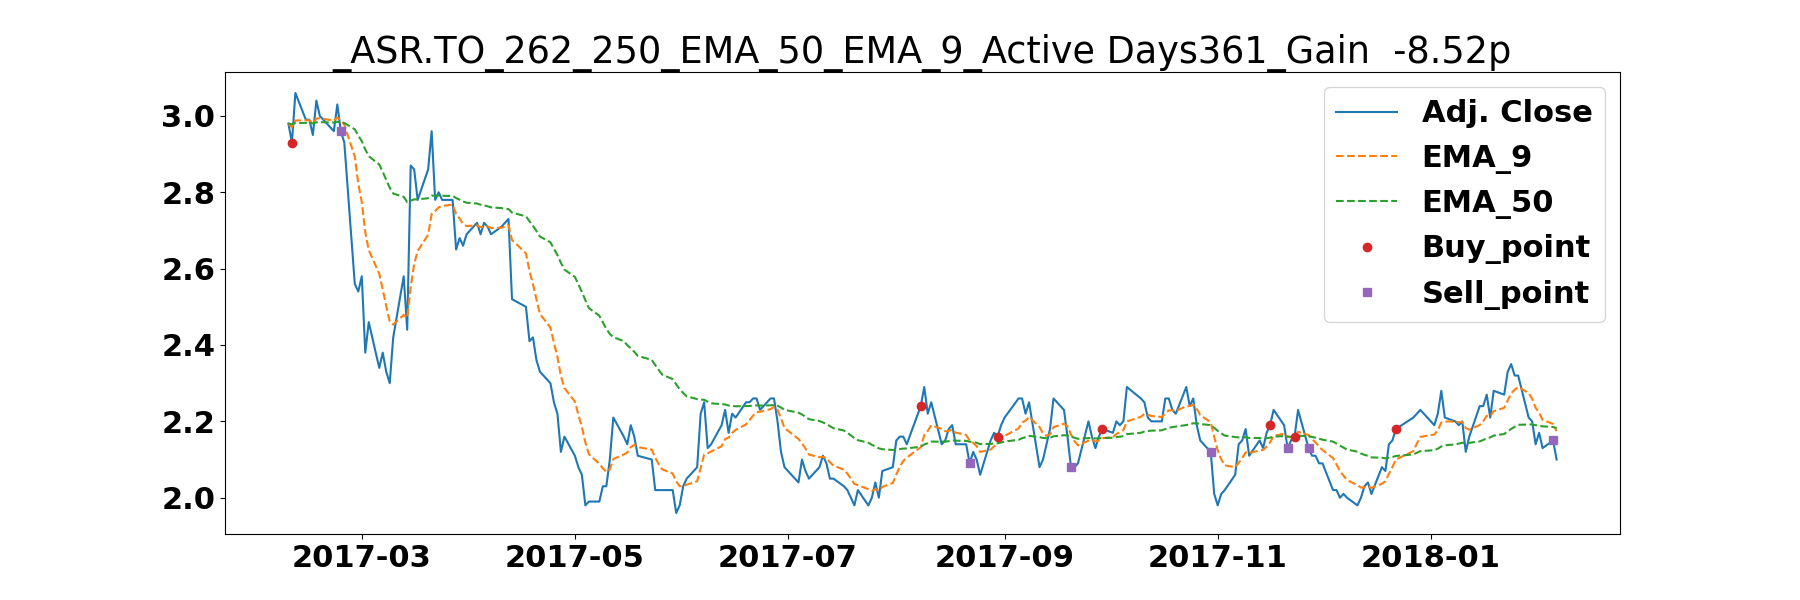 _ASR.TO_262_250_EMA_50_EMA_9_Active Days361_Gain  -8.52p
3.0
2.8
2.6
2.4
2.2
2.0
Adj. Close
EMA_9
EMA_50
Buy_point
Sell_point
2017-03
2017-05
2017-07
2017-09
2017-11
2018-01